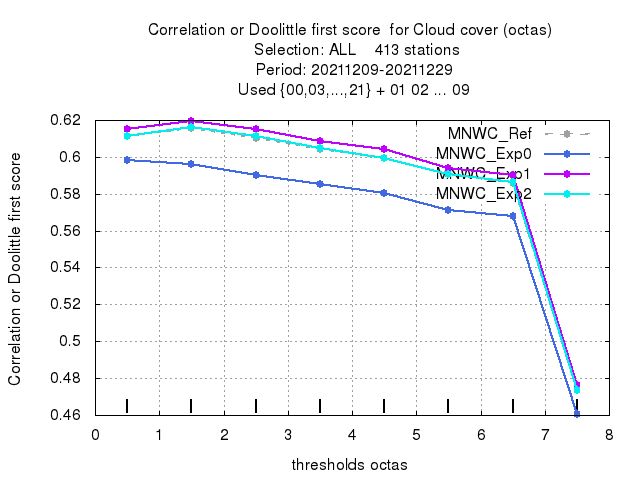 Correlation or Doolittle first score  for Cloud cover (octas)
Selection: ALL    413 stations
Period: 20211209-20211229
Used {00,03,...,21} + 01 02 ... 09
Correlation or Doolittle first score
0.62
0.6
0.58
0.56
0.54
0.52
0.5
0.48
0.46
MNWC_Ref
MNWC_Exp0
MNWC_Exp1
MNWC_Exp2
0 1 2 3 4 5 6 7 8
thresholds octas